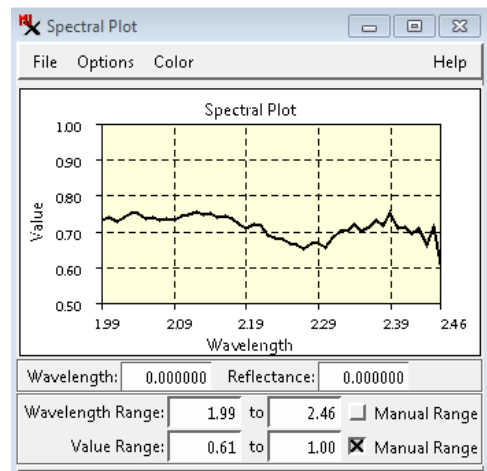 Spectral Plot
File Options Color Help
Spectral Plot
1.00
0.90
0.80
0.70
0.60
0.50
Value
1.99 2.09 2.19 2.29 2.39 2.46
Wavelength
Wavelength: 0.000000 Reflectance: 0.000000
Wavelength Range: 1.99 to 2.46 Manual Range
Value Range: 0.61 to 1.00 Manual Range